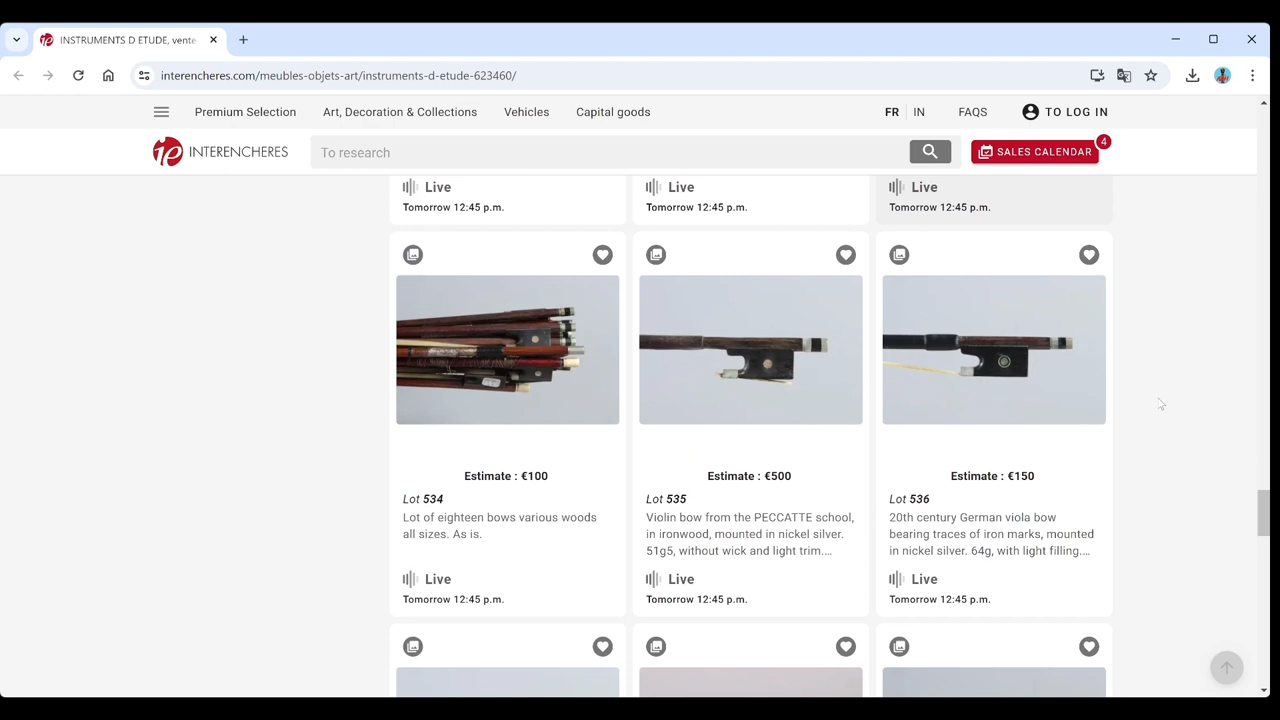 INSTRUMENTS D ETUDE, vente
interencheres.com/meubles-objets-art/instruments-d-etude-623460/
Premium Selection Art, Decoration & Collections Vehicles Capital goods FR IN FAQS TO LOG IN
INTERENCHERES To research SALES CALENDAR 4
Live Live Live
Tomorrow 12:45 p.m. Tomorrow 12:45 p.m. Tomorrow 12:45 p.m.
Estimate : €100
Lot 534
Lot of eighteen bows various woods
all sizes. As is.
Live
Tomorrow 12:45 p.m.
Estimate : €500
Lot 535
Violin bow from the PECCATTE school,
in ironwood, mounted in nickel silver.
51g5, without wick and light trim....
Live
Tomorrow 12:45 p.m.
Estimate : €150
Lot 536
20th century German viola bow
bearing traces of iron marks, mounted
in nickel silver. 64g, with light filling....
Live
Tomorrow 12:45 p.m.